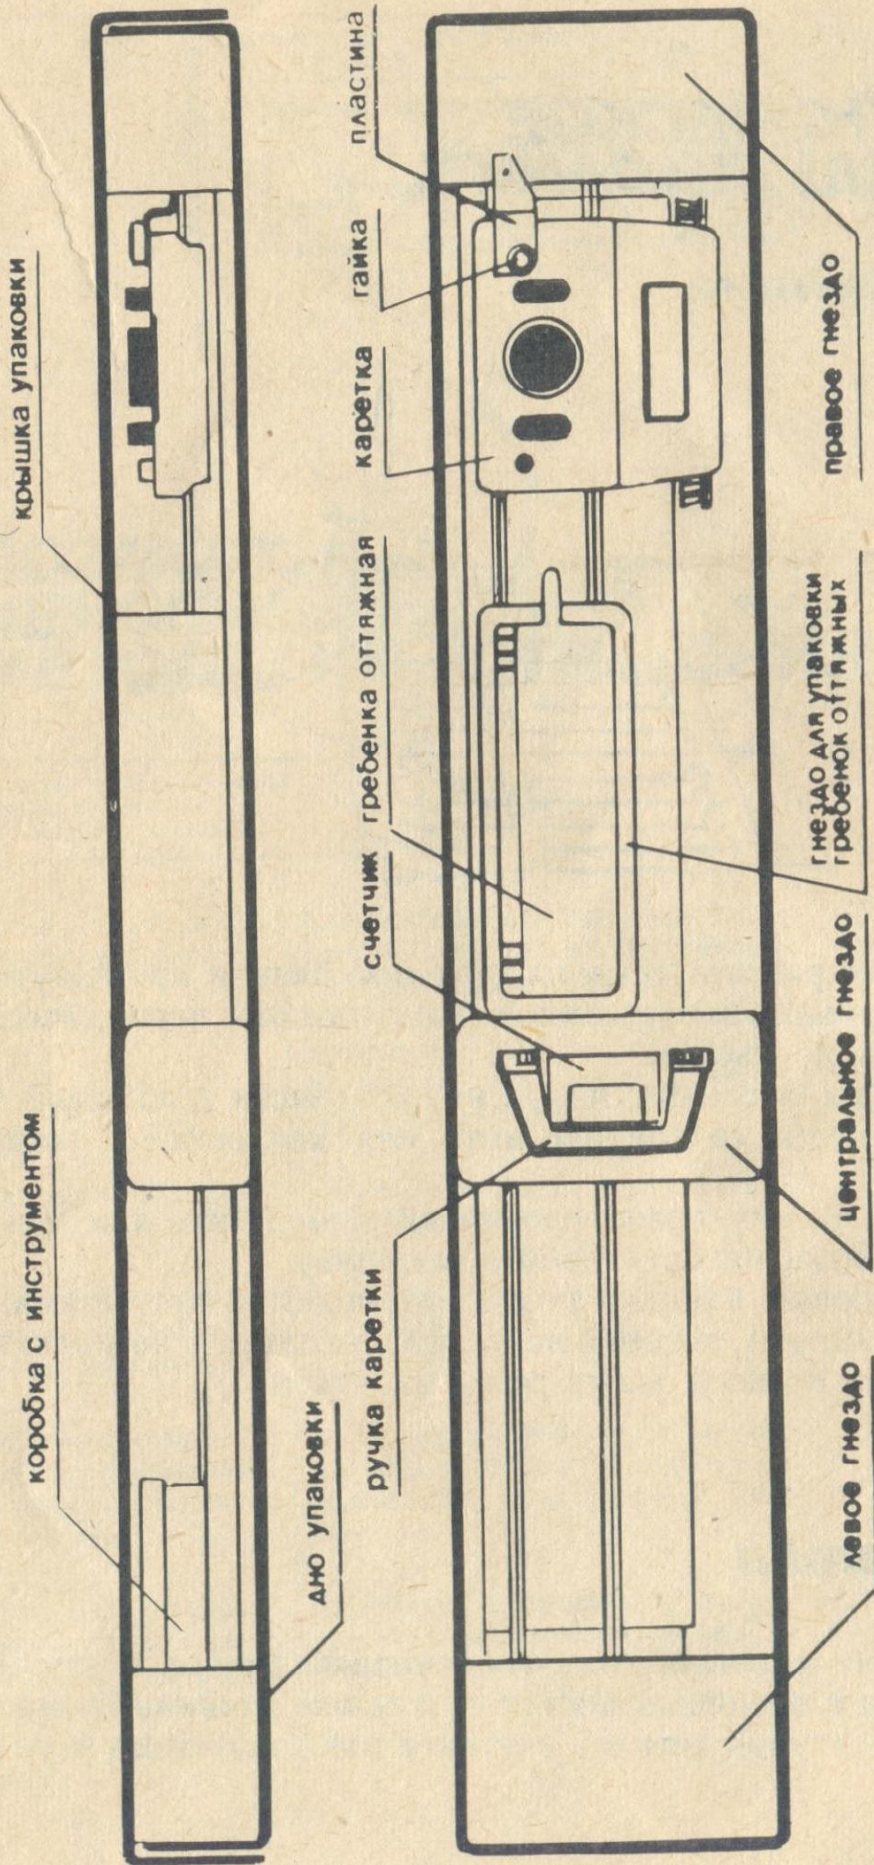 коробка с инструментом
крышка упаковки
дно упаковки
ручка каретки
счетчик
гребенка оттяжная
каретка
гайка
пластина
левое гнездо
центральное гнездо
гнездо для упаковки
гребенок оттяжных
правое гнездо